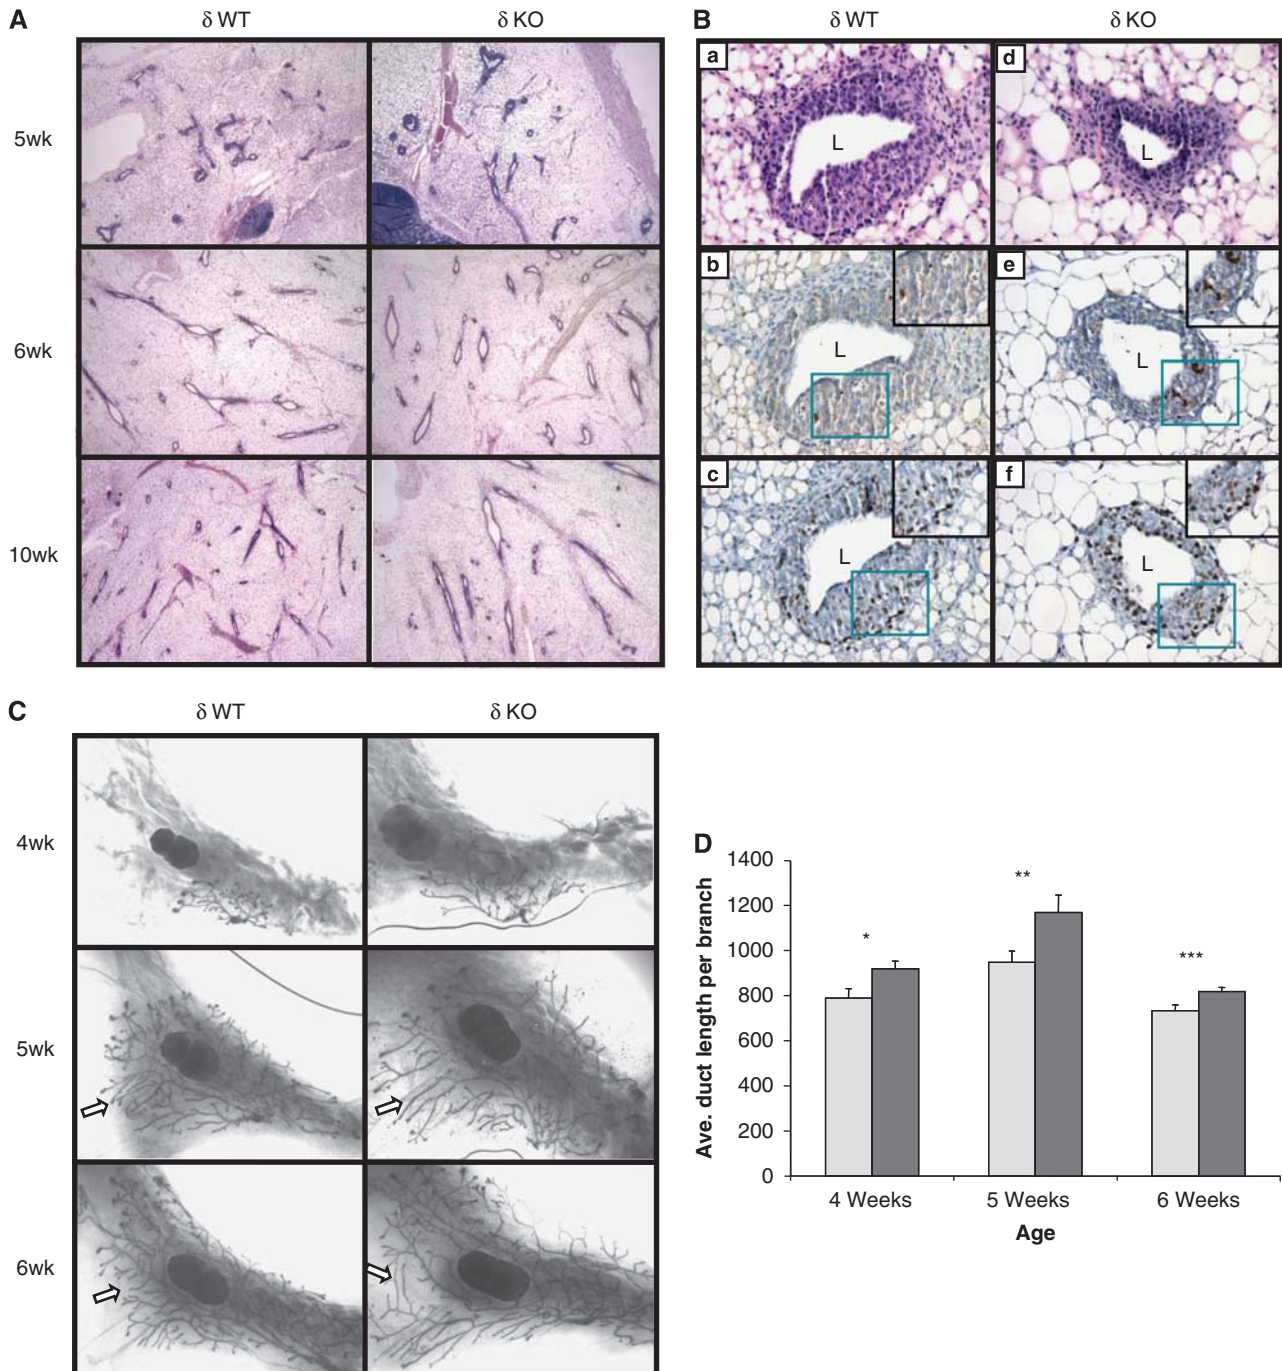 A
δ WT
δ KO
5wk
6wk
10wk
B
δ WT
δ KO
a
L
d
L
b
L
e
L
c
L
f
L
C
δ WT
δ KO
4wk
5wk
6wk
D
Ave. duct length per branch
1400
1200
1000
800
600
400
200
0
*
**
***
4 Weeks
5 Weeks
6 Weeks
Age